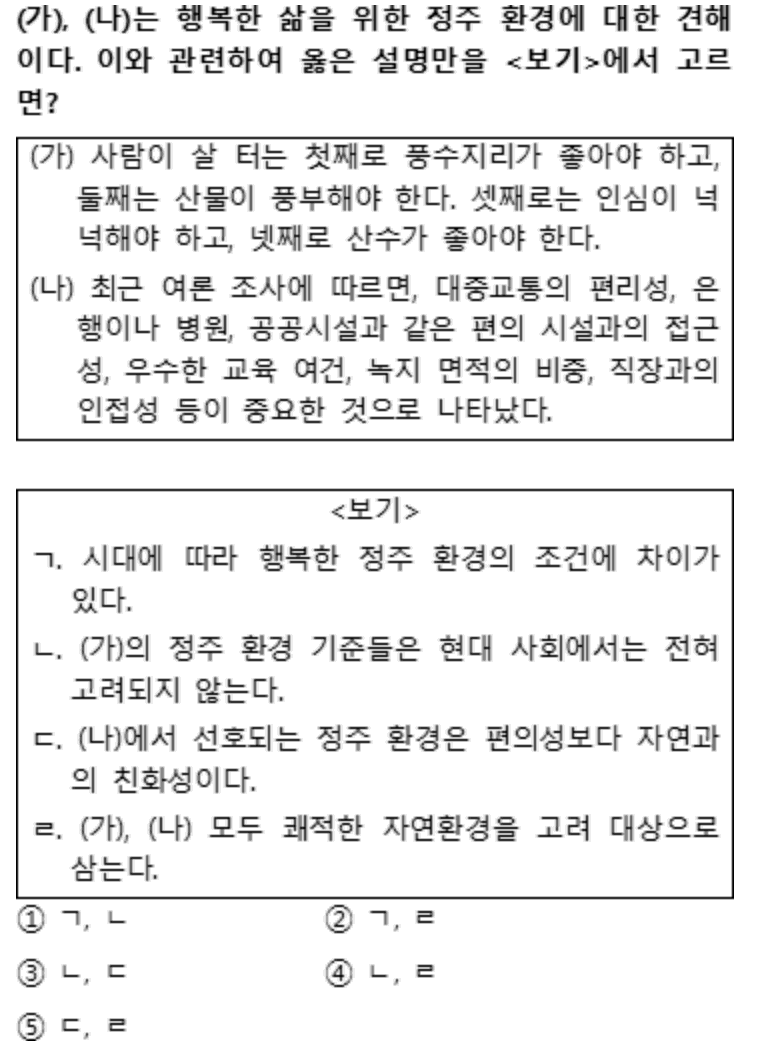 (가), (나)는 행복한 삶을 위한 정주 환경에 대한 견해
이다. 이와 관련하여 옳은 설명만을 <보기>에서 고르
면?
(가) 사람이 살 터는 첫째로 풍수지리가 좋아야 하고,
둘째는 산물이 풍부해야 한다. 셋째로는 인심이 넉
넉해야 하고, 넷째로 산수가 좋아야 한다.
(나) 최근 여론 조사에 따르면, 대중교통의 편리성, 은
행이나 병원, 공공시설과 같은 편의 시설과의 접근
성, 우수한 교육 여건, 녹지 면적의 비중, 직장과의
인접성 등이 중요한 것으로 나타났다.
<보기>
ㄱ. 시대에 따라 행복한 정주 환경의 조건에 차이가
있다.
ㄴ. (가)의 정주 환경 기준들은 현대 사회에서는 전혀
고려되지 않는다.
ㄷ. (나)에서 선호되는 정주 환경은 편의성보다 자연과
의 친화성이다.
ㄹ. (가), (나) 모두 쾌적한 자연환경을 고려 대상으로
삼는다.
① ㄱ, ㄴ ② ㄱ, ㄹ
③ ㄴ, ㄷ ④ ㄴ, ㄹ
⑤ ㄷ, ㄹ